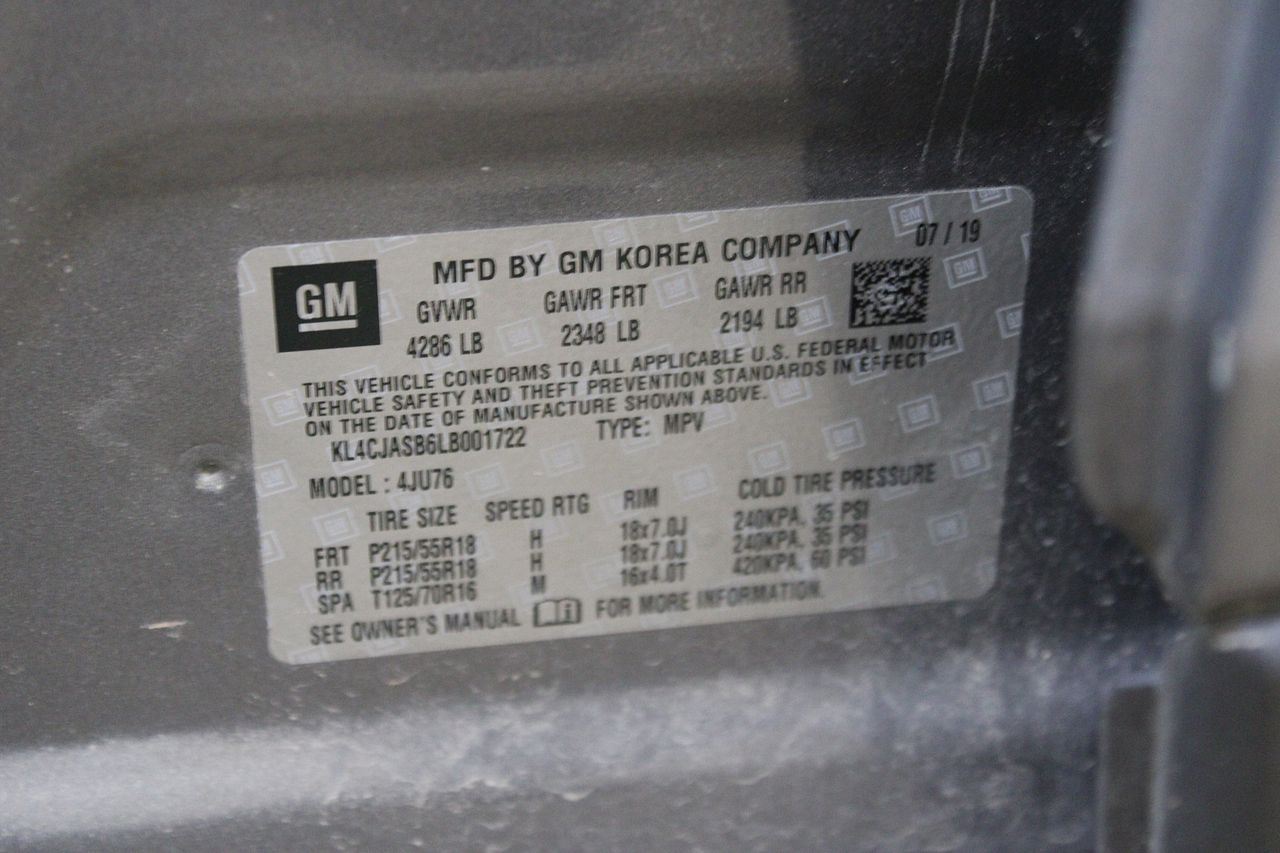 GM
MFD BY GM KOREA COMPANY 07 / 19
GVWR GAWR FRT GAWR RR
4286 LB 2348 LB 2194 LB
THIS VEHICLE CONFORMS TO ALL APPLICABLE U.S. FEDERAL MOTOR
VEHICLE SAFETY AND THEFT PREVENTION STANDARDS IN EFFECT
ON THE DATE OF MANUFACTURE SHOWN ABOVE.
KL4CJASB6LB001722 TYPE: MPV
MODEL : 4JU76
TIRE SIZE SPEED RTG RIM COLD TIRE PRESSURE
FRT P215/55R18 H 18x7.0J 240KPA, 35 PSI
RR P215/55R18 H 18x7.0J 240KPA, 35 PSI
SPA T125/70R16 M 16x4.0T 420KPA, 60 PSI
SEE OWNER'S MANUAL FOR MORE INFORMATION.